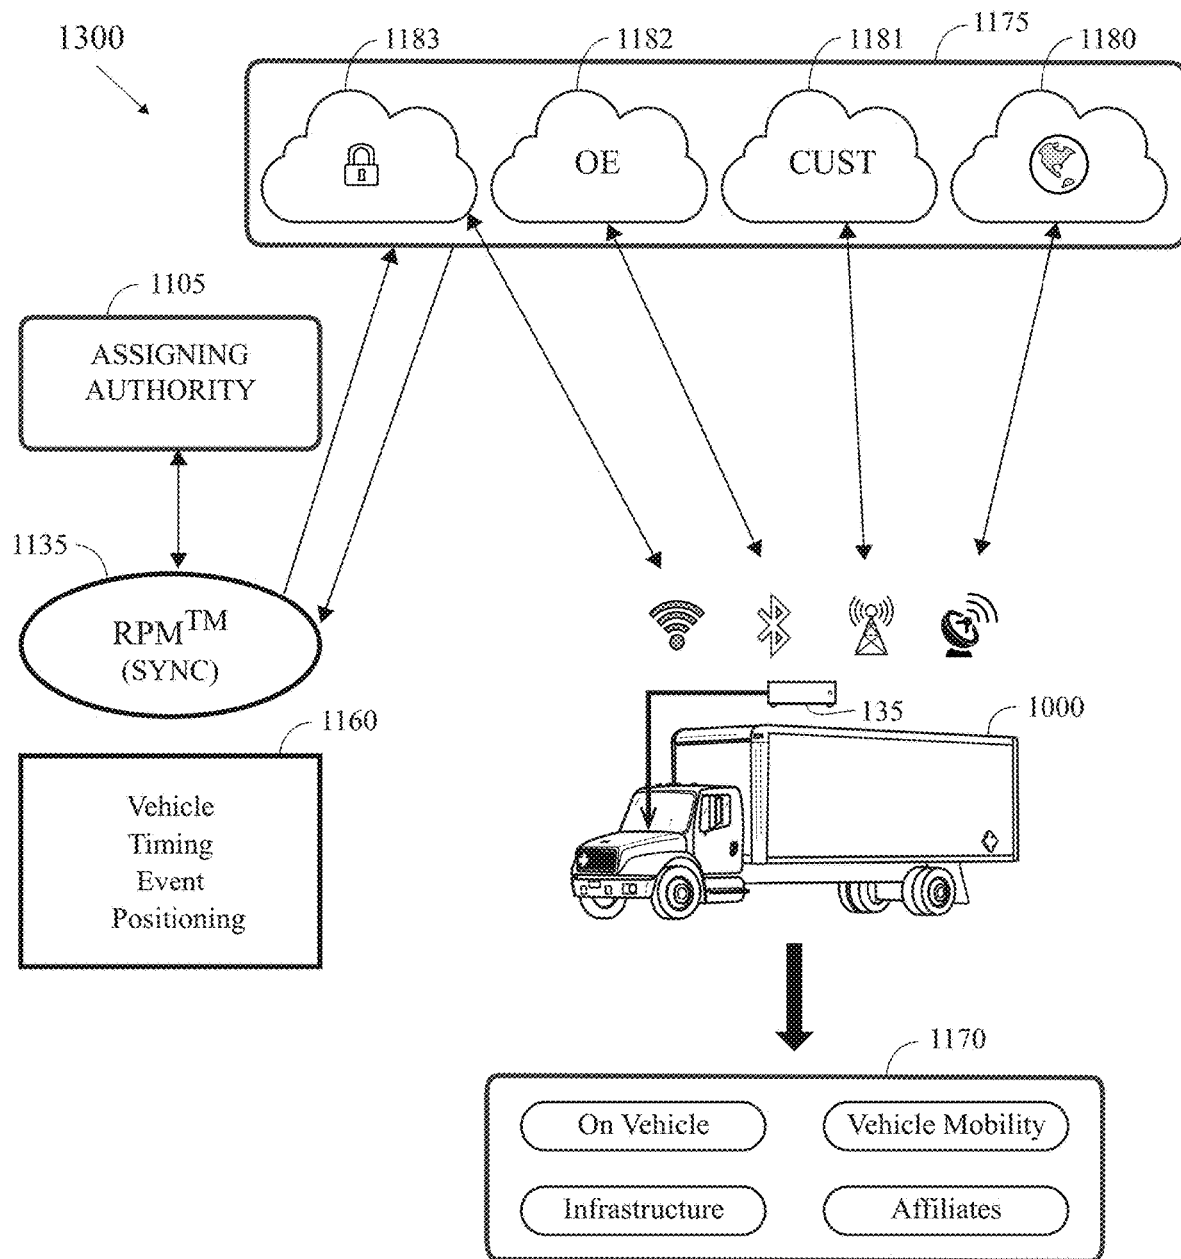 1300
1183
1182
1181
1175
1180
OE
CUST
1105
ASSIGNING
AUTHORITY
1135
RPM™
(SYNC)
135
1000
1160
Vehicle
Timing
Event
Positioning
1170
On Vehicle
Vehicle Mobility
Infrastructure
Affiliates